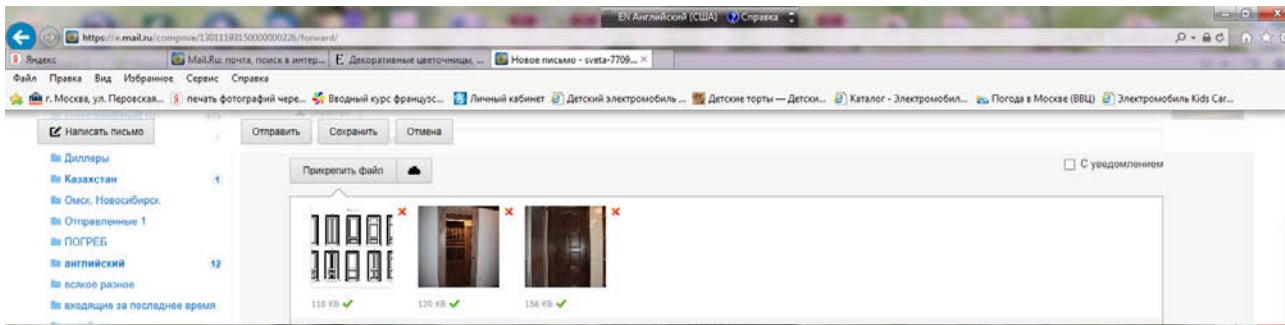 EN Английский (США) Справка
https://e.mail.ru/compose/13011193150000000226/forward/
Яндекс Mail.Ru: почта, поиск в интер... Декоративные цветочницы, ... Новое письмо - sveta-7709...
Файл Правка Вид Избранное Сервис Справка
г. Москва, ул. Перовская... печать фотографий чере... Вводный курс французс... Личный кабинет Детский электромобиль ... Детские торты — Детски... Каталог - Электромобил... Погода в Москве (ВВЦ) Электромобиль Kids Car...
Написать письмо Отправить Сохранить Отмена
Диллеры
Прикрепить файл С уведомлением
Казахстан 1
Омск, Новосибирск
Отправленные 1
ПОГРЕБ
английский 12
всякое разное
входящие за последнее время
110 КБ 120 КБ 156 КБ